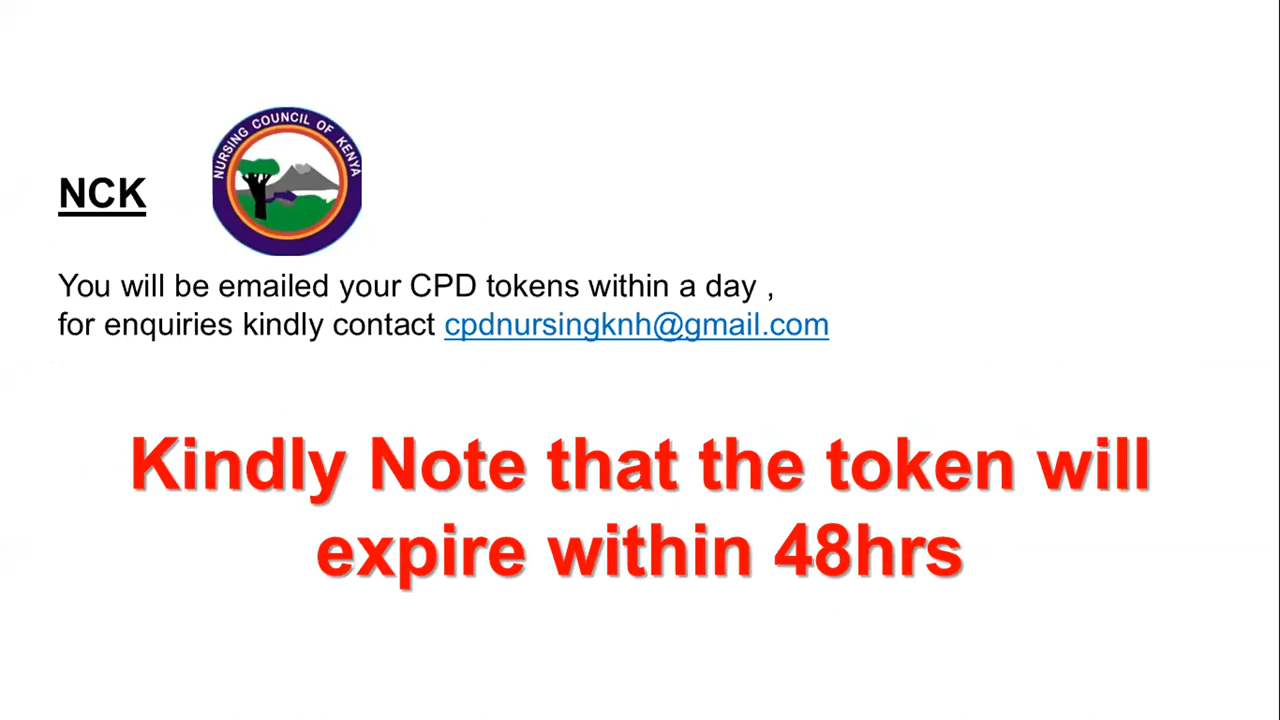 NURSING COUNCIL OF KENYA
NCK
You will be emailed your CPD tokens within a day ,
for enquiries kindly contact cpdnursingknh@gmail.com
Kindly Note that the token will
expire within 48hrs